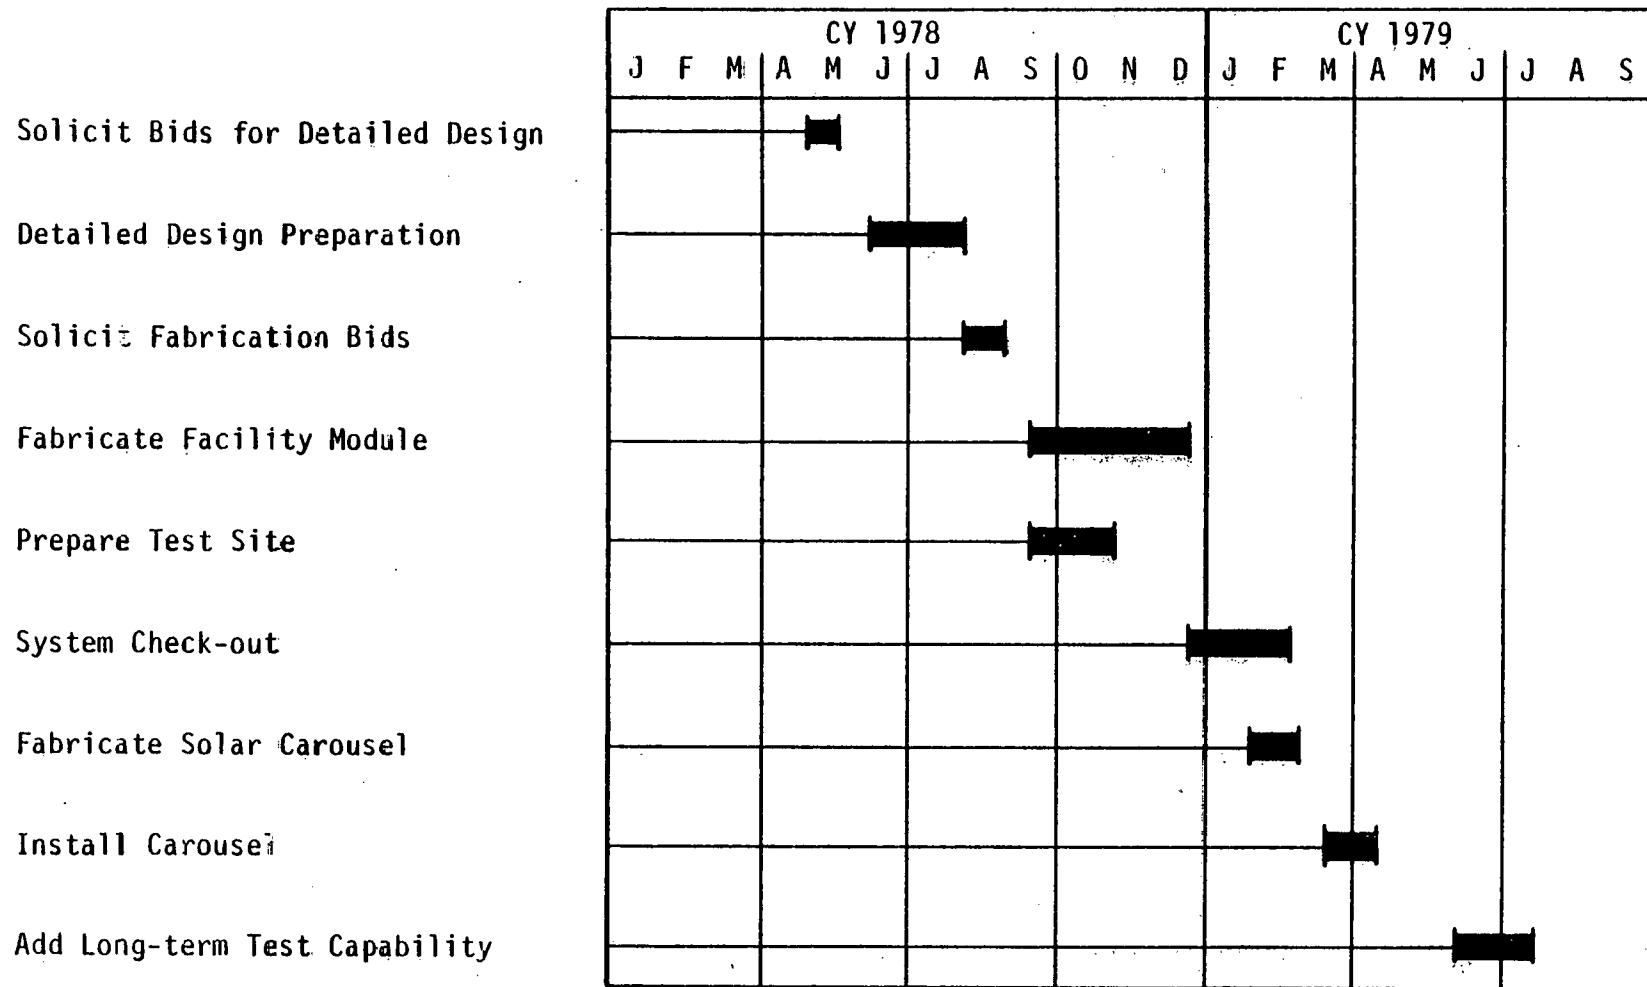 CY 1978 CY 1979
J F M A M J J A S O N D J F M A M J J A S
Solicit Bids for Detailed Design
Detailed Design Preparation
Solicit Fabrication Bids
Fabricate Facility Module
Prepare Test Site
System Check-out
Fabricate Solar Carousel
Install Carousel
Add Long-term Test Capability